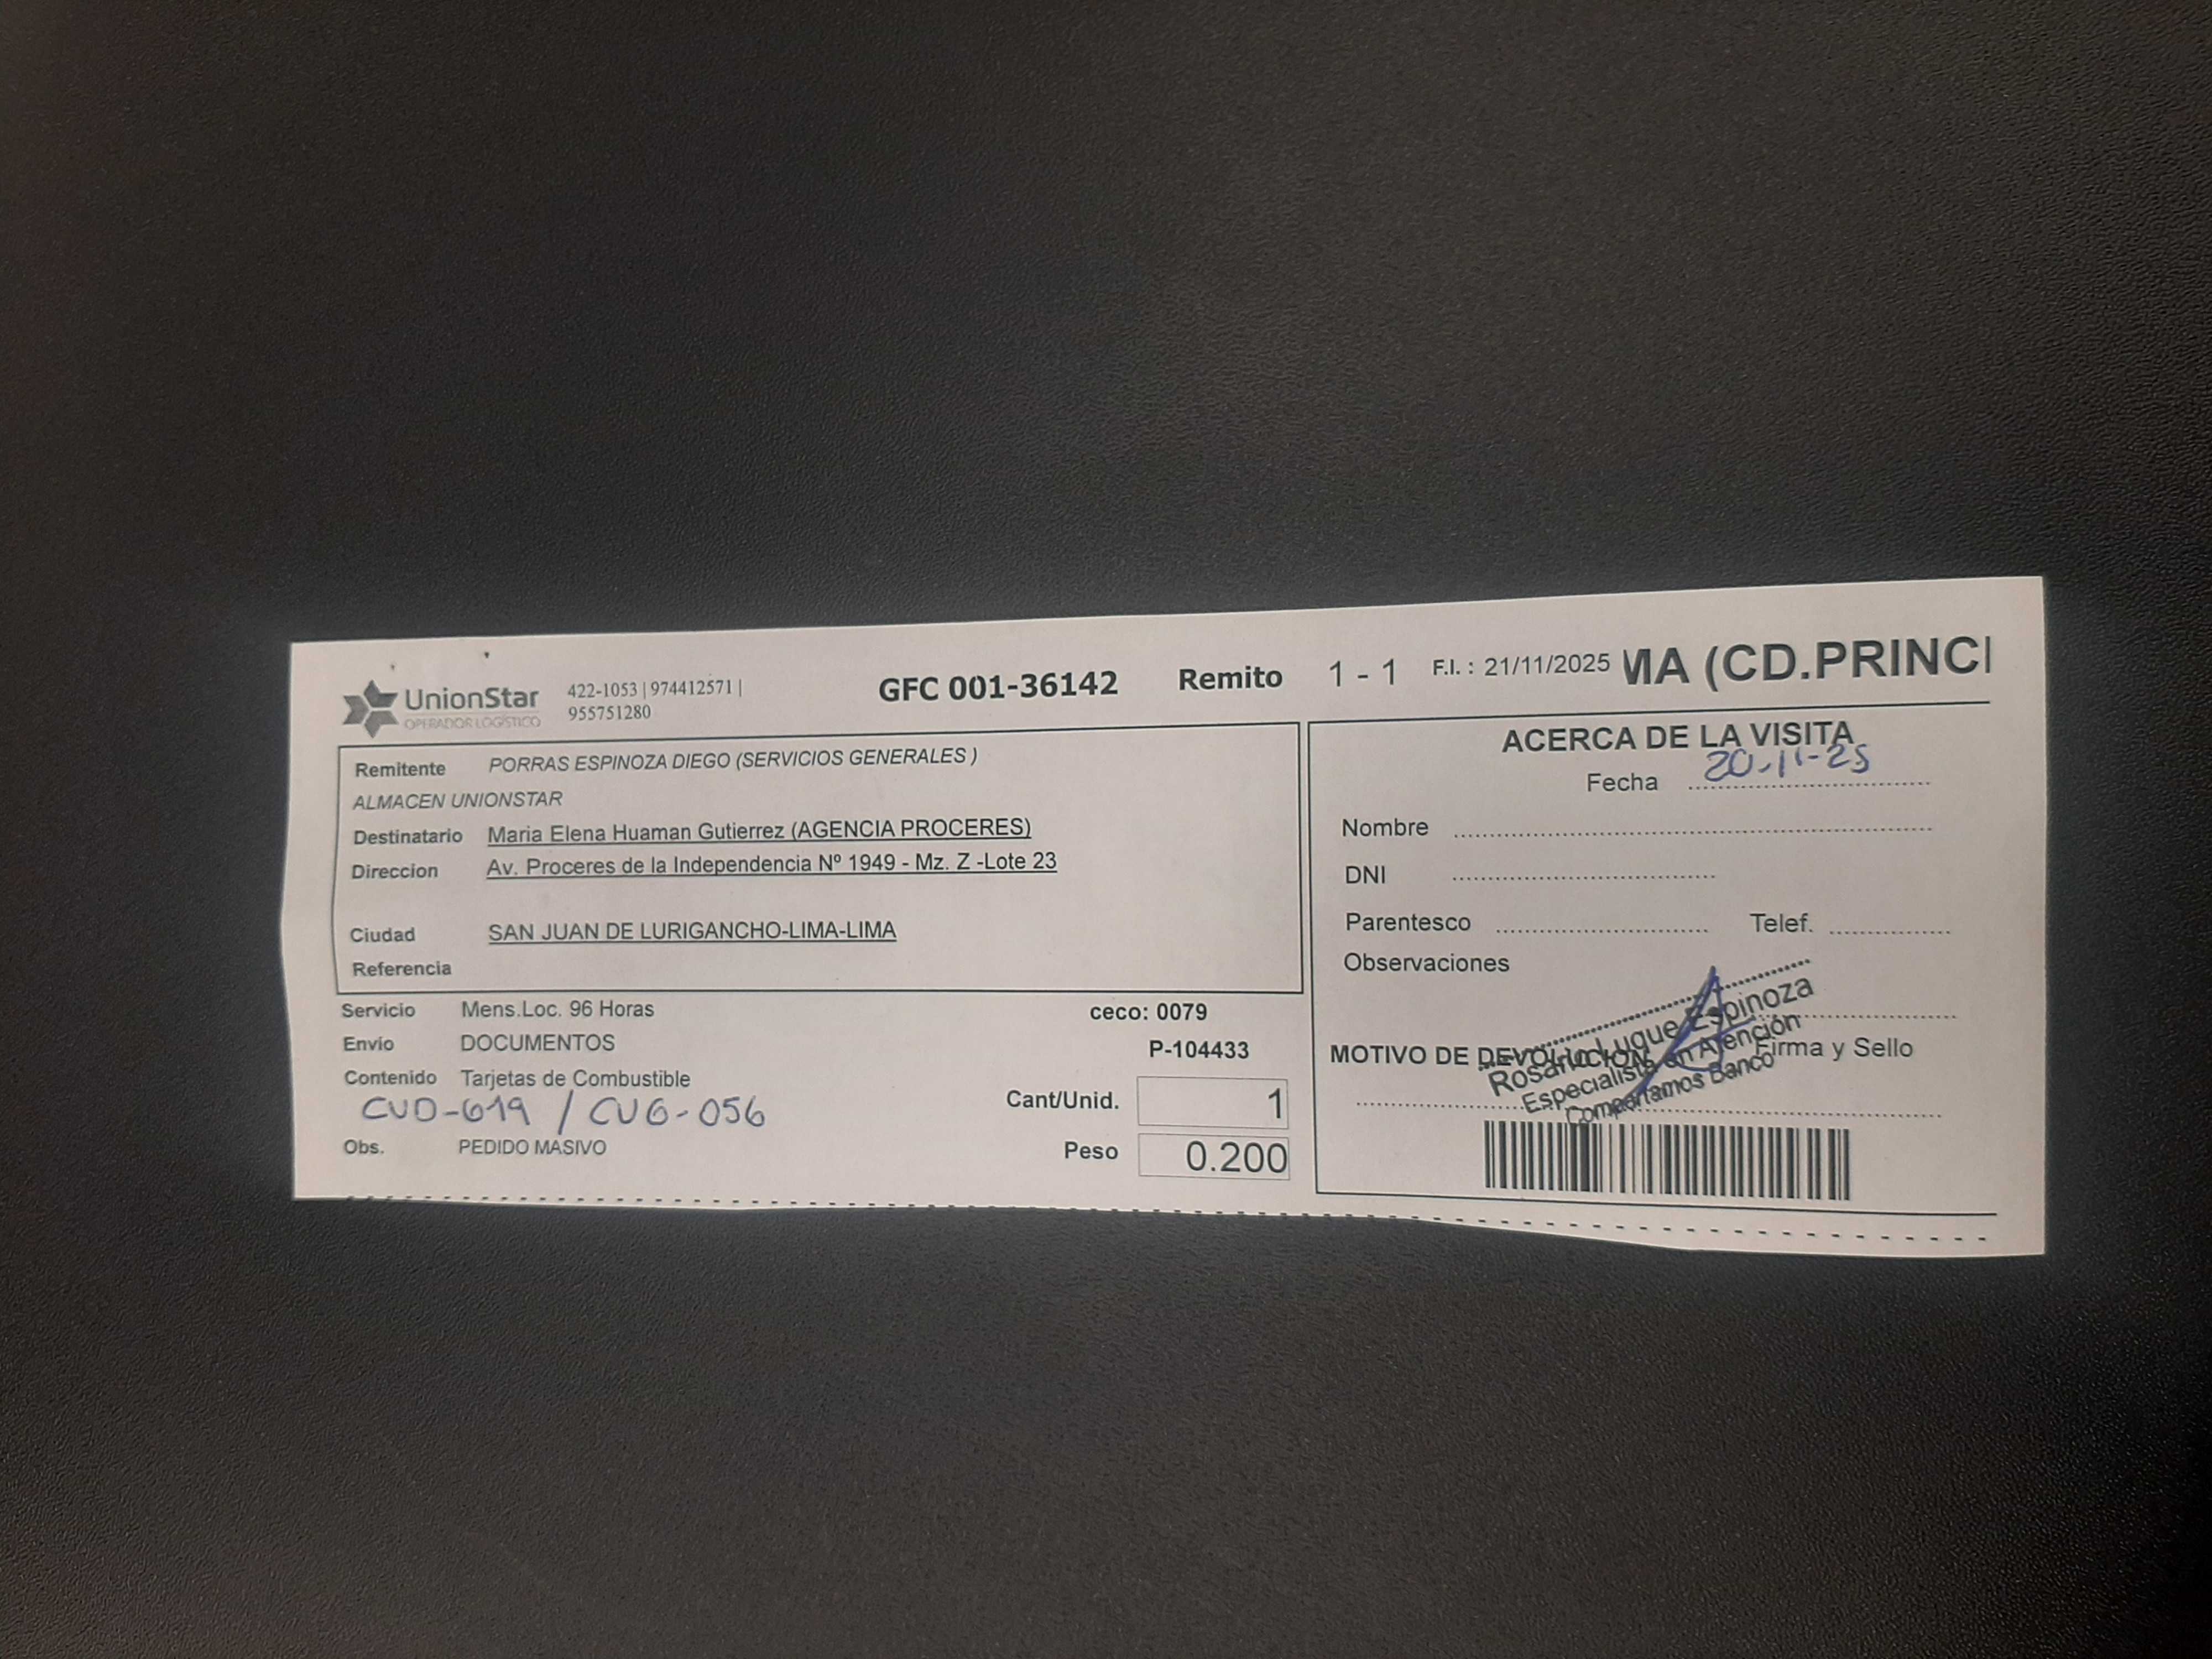 UnionStar
OPERADOR LOGÍSTICO
422-1053 | 974412571 |
955751280
GFC 001-36142 Remito 1 - 1 F.I. : 21/11/2025 MA (CD.PRINCI
Remitente PORRAS ESPINOZA DIEGO (SERVICIOS GENERALES )
ALMACEN UNIONSTAR
Destinatario Maria Elena Huaman Gutierrez (AGENCIA PROCERES)
Direccion Av. Proceres de la Independencia Nº 1949 - Mz. Z -Lote 23
Ciudad SAN JUAN DE LURIGANCHO-LIMA-LIMA
Referencia
Servicio Mens.Loc. 96 Horas ceco: 0079
Envio DOCUMENTOS P-104433
Contenido Tarjetas de Combustible
CUD-619 / CUG-056
Cant/Unid. 1
Obs. PEDIDO MASIVO
Peso 0.200
ACERCA DE LA VISITA
Fecha 20-11-25
Nombre
DNI
Parentesco Telef.
Observaciones
MOTIVO DE DEVOLUCION Firma y Sello
Luque Espinoza
Especialista en Atención
Compartamos Banco